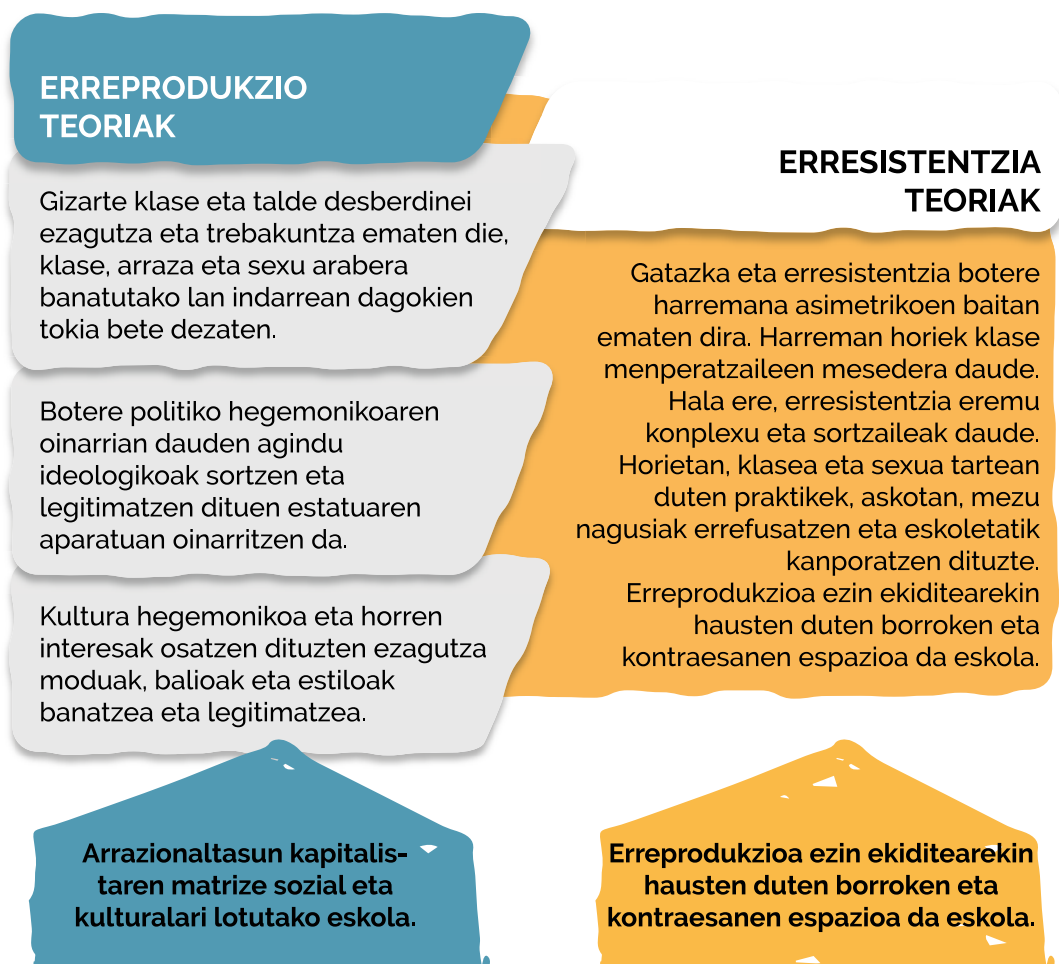 ERREPRODUKZIO
TEORIAK
Gizarte klase eta talde desberdinei
ezagutza eta trebakuntza ematen die,
klase, arraza eta sexu arabera
banatutako lan indarrean dagokien
tokia bete dezaten.
Botere politiko hegemonikoaren
oinarrian dauden agindu
ideologikoak sortzen eta
legitimatzen dituen estatuaren
aparatuan oinarritzen da.
Kultura hegemonikoa eta horren
interesak osatzen dituzten ezagutza
moduak, balioak eta estiloak
banatzea eta legitimatzea.
Arrazionaltasun kapitalis-
taren matrize sozial eta
kulturalari lotutako eskola.
ERRESISTENTZIA
TEORIAK
Gatazka eta erresistentzia botere
harremana asimetrikoen baitan
ematen dira. Harreman horiek klase
menperatzaileen mesedera daude.
Hala ere, erresistentzia eremu
konplexu eta sortzaileak daude.
Horietan, klasea eta sexua tartean
duten praktikek, askotan, mezu
nagusiak errefusatzen eta eskoletatik
kanporatzen dituzte.
Erreprodukzioa ezin ekiditearekin
hausten duten borroken eta
kontraesanen espazioa da eskola.
Erreprodukzioa ezin ekiditearekin
hausten duten borroken eta
kontraesanen espazioa da eskola.